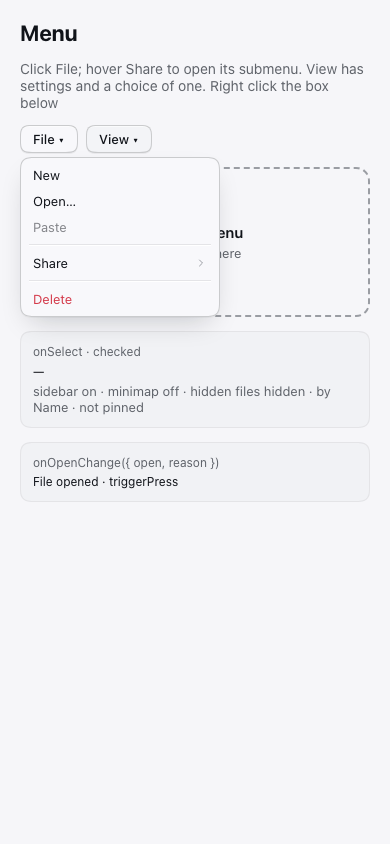 Menu
Click File; hover Share to open its submenu. View has
settings and a choice of one. Right click the box
below
File ▾
View ▾
New
Open...
Paste
Share
Delete
enu
here
onSelect · checked
—
sidebar on · minimap off · hidden files hidden · by
Name · not pinned
onOpenChange({ open, reason })
File opened · triggerPress